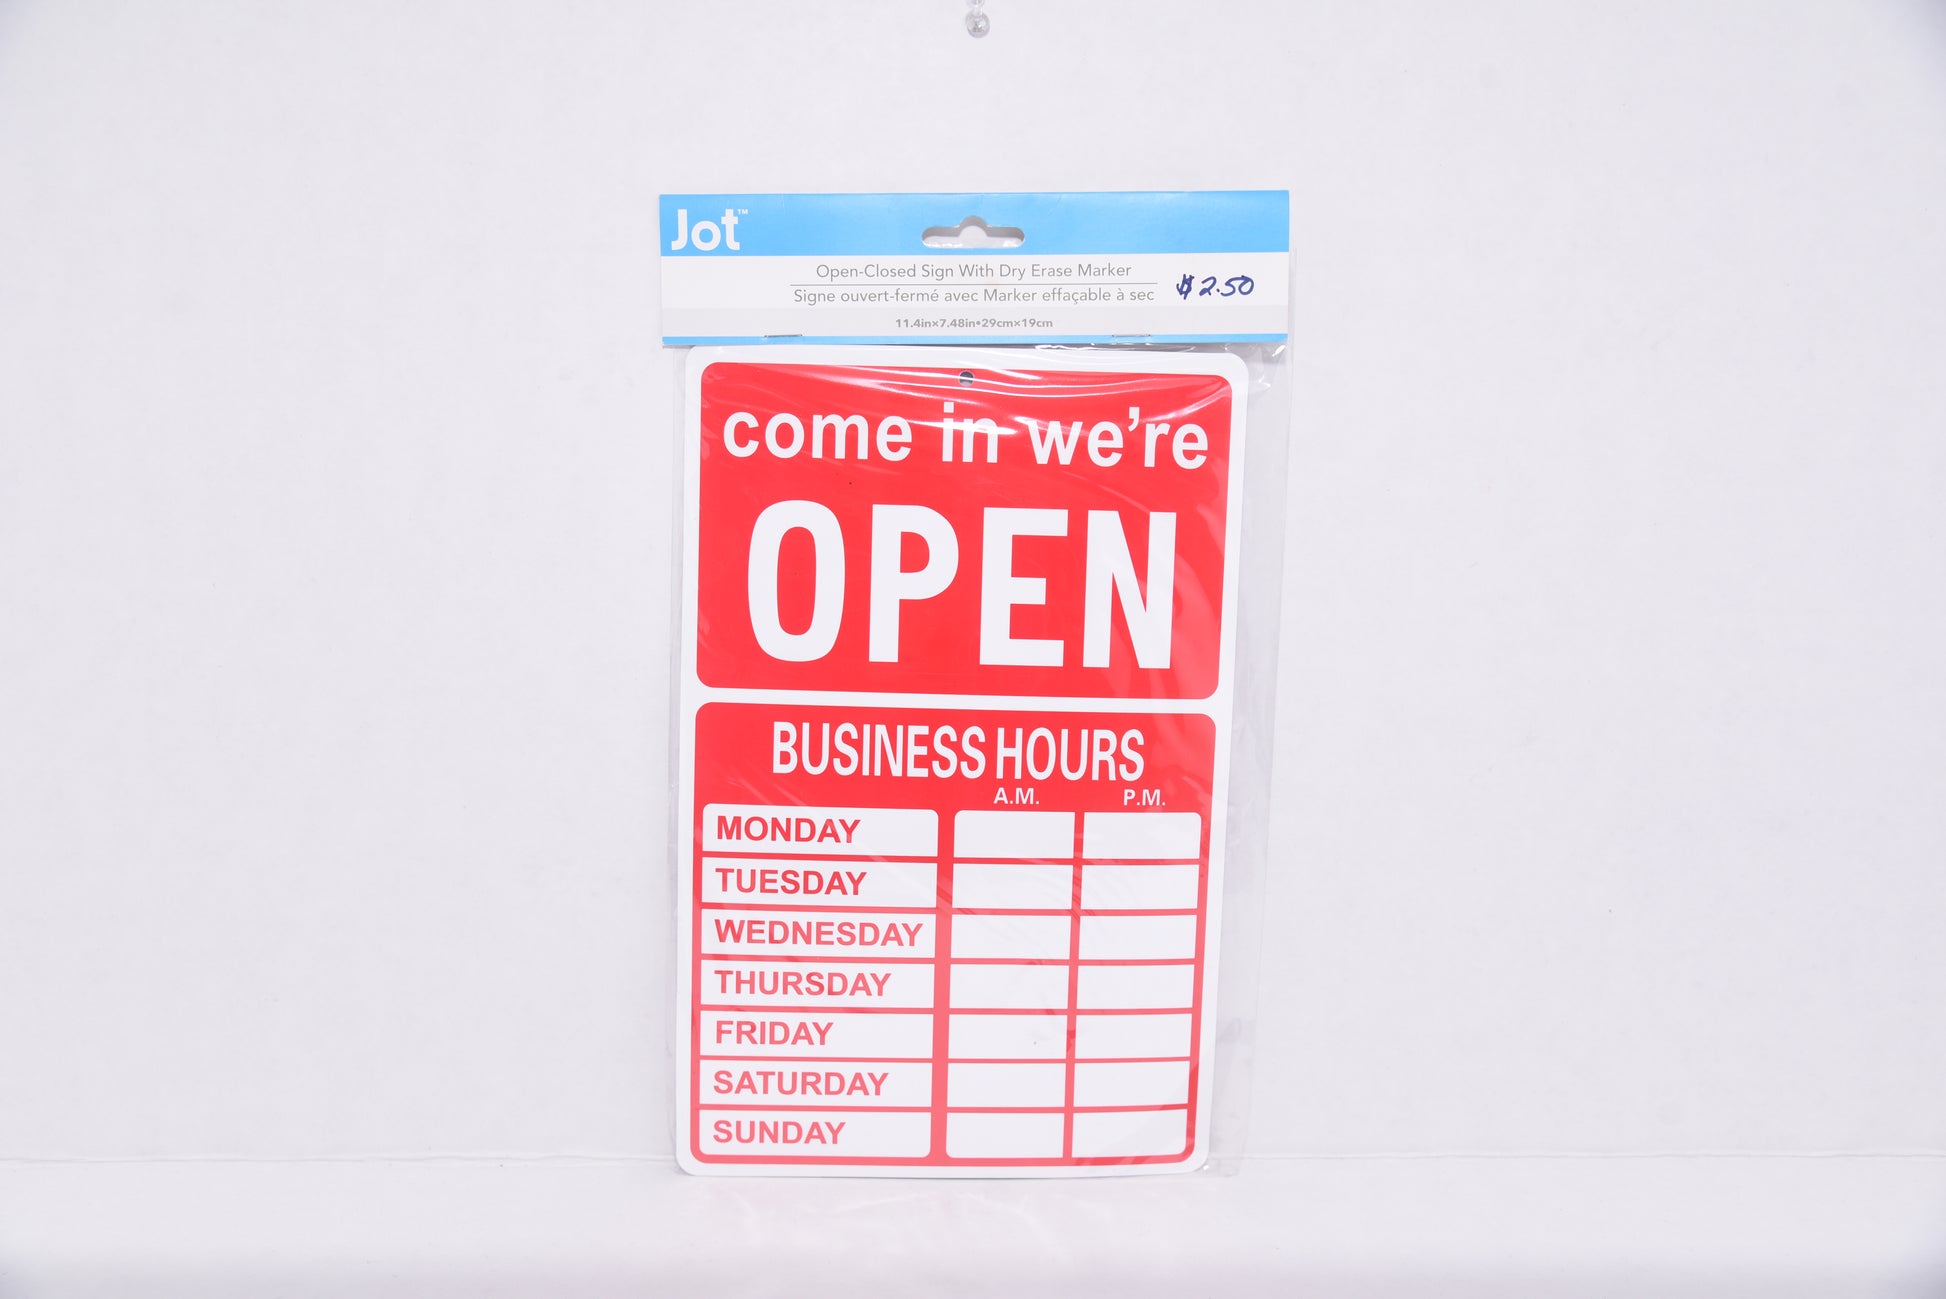 Jot™
Open-Closed Sign With Dry Erase Marker
Signe ouvert-fermé avec Marker effaçable à sec
$2.50
11.4in×7.48in•29cm×19cm
come in we're
OPEN
BUSINESS HOURS
A.M. P.M.
MONDAY
TUESDAY
WEDNESDAY
THURSDAY
FRIDAY
SATURDAY
SUNDAY